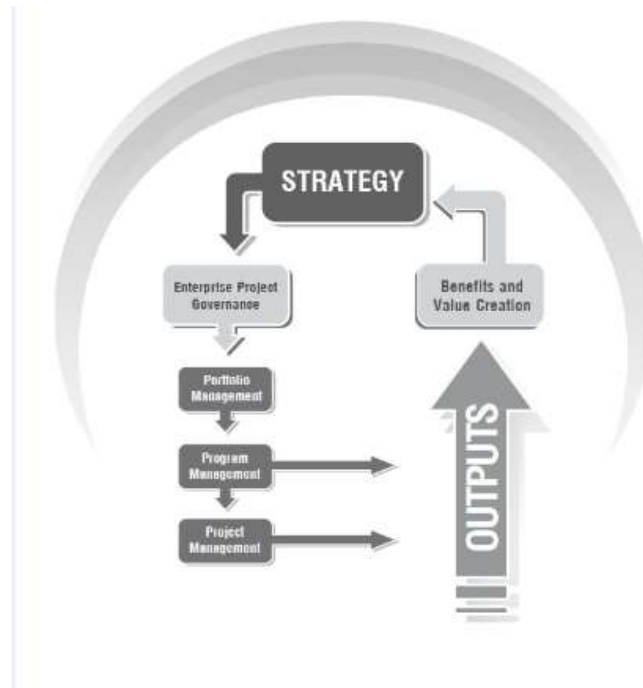 STRATEGY
Enterprise Project
Governance
Benefits and
Value Creation
Portfolio
Management
Program
Management
Project
Management
OUTPUTS